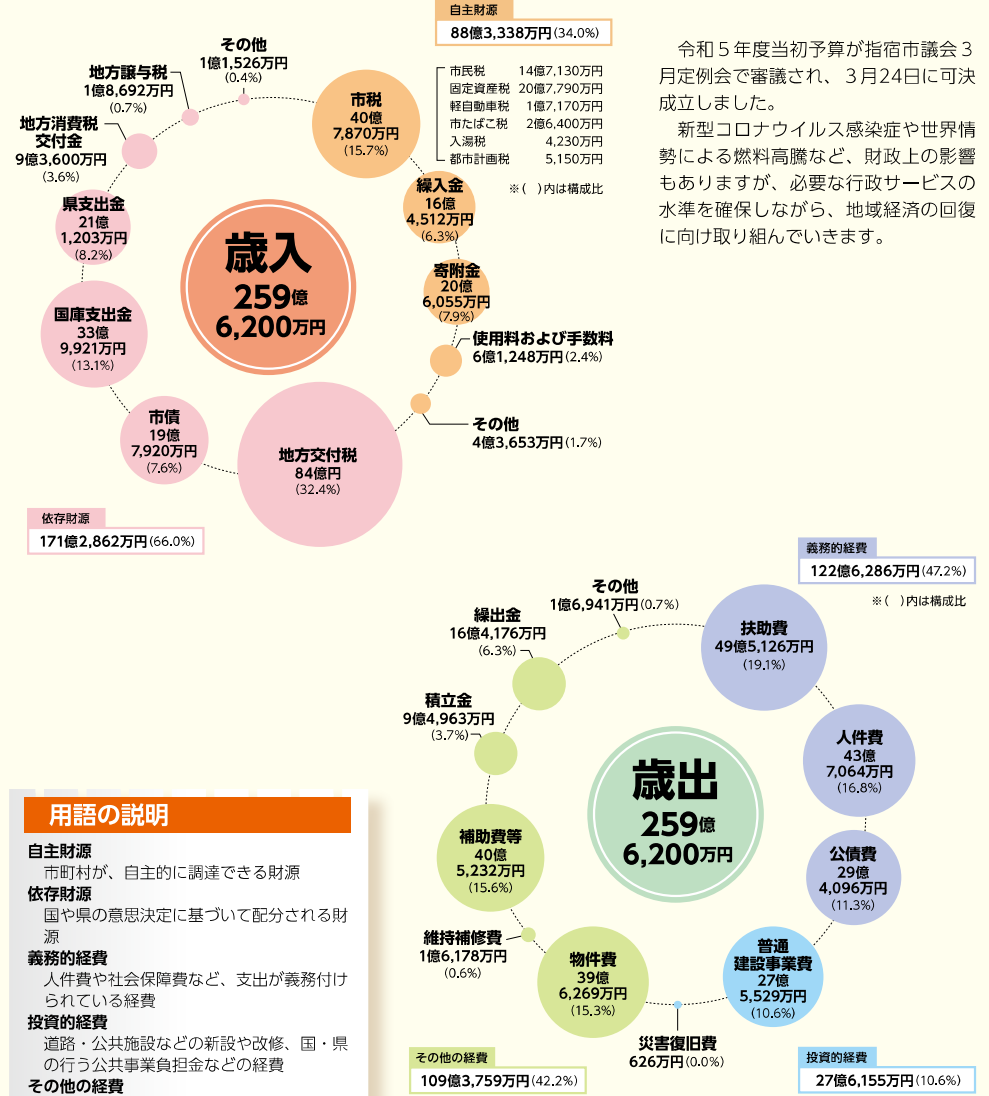 自主財源
88億3,338万円(34.0%)
市民税 14億7,130万円
固定資産税 20億7,790万円
軽自動車税 1億7,170万円
市たばこ税 2億6,400万円
入湯税 4,230万円
都市計画税 5,150万円
※( )内は構成比
令和5年度当初予算が指宿市議会3
月定例会で審議され、3月24日に可決
成立しました。
新型コロナウイルス感染症や世界情
勢による燃料高騰など、財政上の影響
もありますが、必要な行政サービスの
水準を確保しながら、地域経済の回復
に向け取り組んでいきます。
歳入
259億
6,200万円
市税
40億
7,870万円
(15.7%)
繰入金
16億
4,512万円
(6.3%)
寄附金
20億
6,055万円
(7.9%)
使用料および手数料
6億1,248万円(2.4%)
その他
4億3,653万円(1.7%)
地方交付税
84億円
(32.4%)
市債
19億
7,920万円
(7.6%)
国庫支出金
33億
9,921万円
(13.1%)
県支出金
21億
1,203万円
(8.2%)
地方消費税
交付金
9億3,600万円
(3.6%)
地方譲与税
1億8,692万円
(0.7%)
その他
1億1,526万円
(0.4%)
依存財源
171億2,862万円(66.0%)
義務的経費
122億6,286万円(47.2%)
※( )内は構成比
歳出
259億
6,200万円
扶助費
49億5,126万円
(19.1%)
人件費
43億
7,064万円
(16.8%)
公債費
29億
4,096万円
(11.3%)
普通
建設事業費
27億
5,529万円
(10.6%)
災害復旧費
626万円(0.0%)
物件費
39億
6,269万円
(15.3%)
維持補修費
1億6,178万円
(0.6%)
補助費等
40億
5,232万円
(15.6%)
積立金
9億4,963万円
(3.7%)
繰出金
16億4,176万円
(6.3%)
その他
1億6,941万円(0.7%)
その他の経費
109億3,759万円(42.2%)
投資的経費
27億6,155万円(10.6%)
用語の説明
自主財源
市町村が、自主的に調達できる財源
依存財源
国や県の意思決定に基づいて配分される財
源
義務的経費
人件費や社会保障費など、支出が義務付け
られている経費
投資的経費
道路・公共施設などの新設や改修、国・県
の行う公共事業負担金などの経費
その他の経費